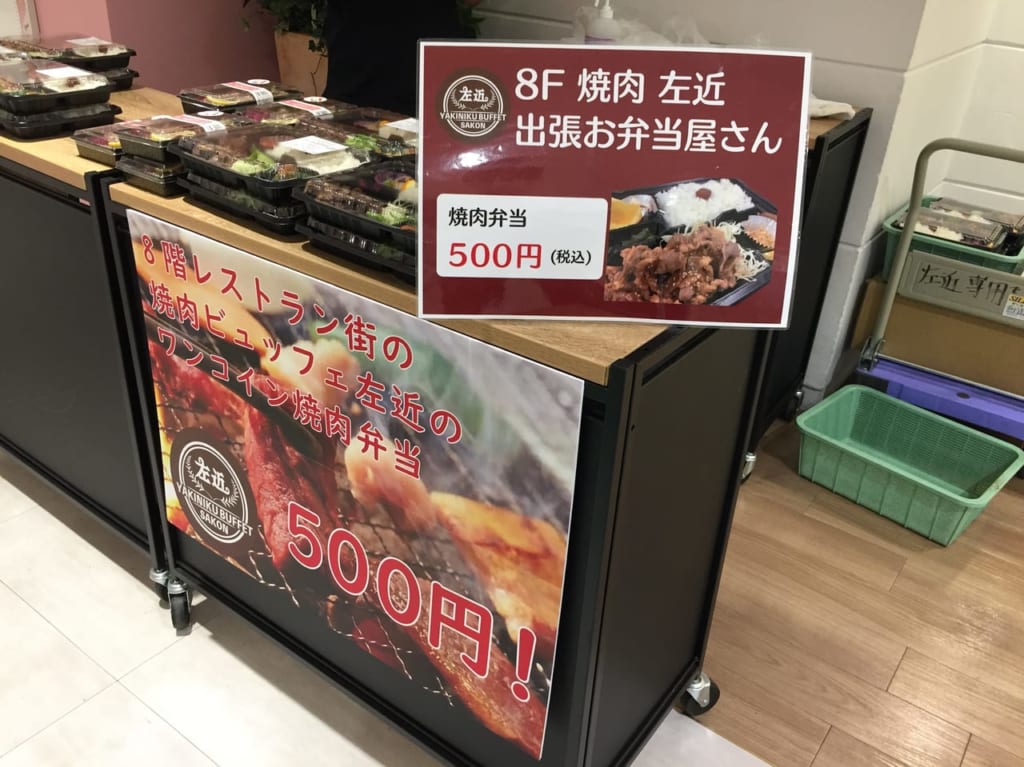 左近
YAKINIKU BUFFET
SAKON
8F 焼肉 左近
出張お弁当屋さん
焼肉弁当
500円 (税込)
8階レストラン街の
焼肉ビュッフェ左近の
ワンコイン焼肉弁当
左近
YAKINIKU BUFFET
SAKON
500円!
左近 専用